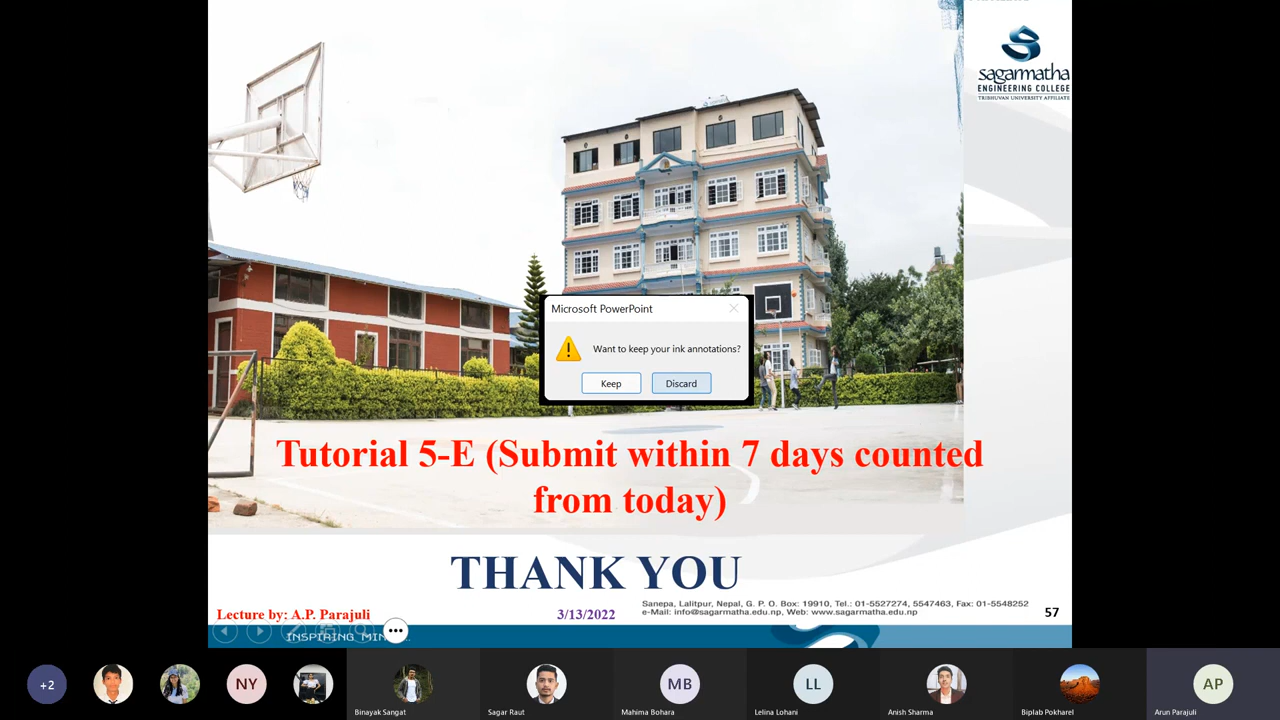 sagarmatha
ENGINEERING COLLEGE
TRIBHUVAN UNIVERSITY AFFILIATE
Microsoft PowerPoint
Want to keep your ink annotations?
Keep
Discard
Tutorial 5-E (Submit within 7 days counted
from today)
THANK YOU
Sanepa, Lalitpur, Nepal, G. P. O. Box: 19910, Tel.: 01-5527274, 5547463, Fax: 01-5548252
e-Mail: info@sagarmatha.edu.np, Web: www.sagarmatha.edu.np
Lecture by: A.P. Parajuli
3/13/2022
57
INSPIRING
+2
NY
MB
LL
AP
Binayak Sangat
Sagar Raut
Mahima Bohara
Lelina Lohani
Anish Sharma
Biplab Pokharel
Arun Parajuli